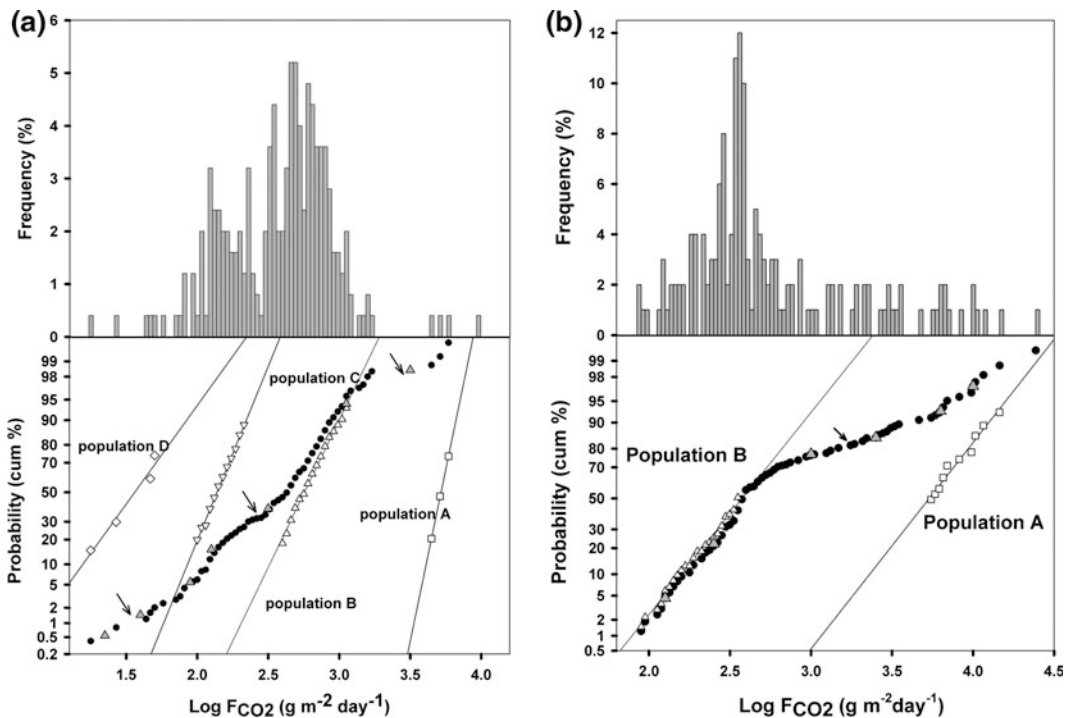 (a)
Frequency (%)
6
5
4
3
2
1
0
Probability (cum %)
99
98
95
90
80
70
50
30
20
10
5
2
1
0.5
0.2
population D
population C
population A
population B
1.5 2.0 2.5 3.0 3.5 4.0
Log FCO2 (g m-2 day-1)
(b)
Frequency (%)
12
10
8
6
4
2
0
Probability (cum %)
99
98
95
90
80
70
50
30
20
10
5
2
1
0.5
Population B
Population A
2.0 2.5 3.0 3.5 4.0 4.5
Log FCO2 (g m-2day-1)